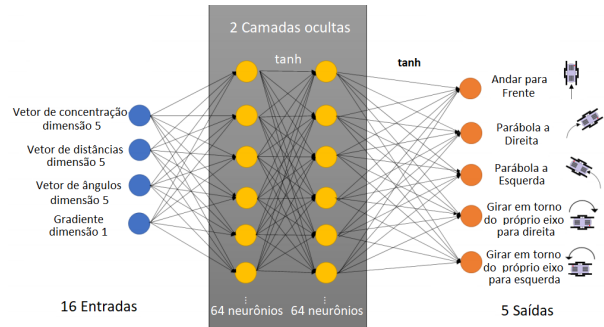 2 Camadas ocultas
tanh
tanh
Vetor de concentração
dimensão 5
Vetor de distâncias
dimensão 5
Vetor de ângulos
dimensão 5
Gradiente
dimensão 1
Andar para
Frente
Parábola a
Direita
Parábola a
Esquerda
Girar em torno
do próprio eixo
para direita
Girar em torno
do próprio eixo
para esquerda
...
64 neurônios
...
64 neurônios
16 Entradas
5 Saídas